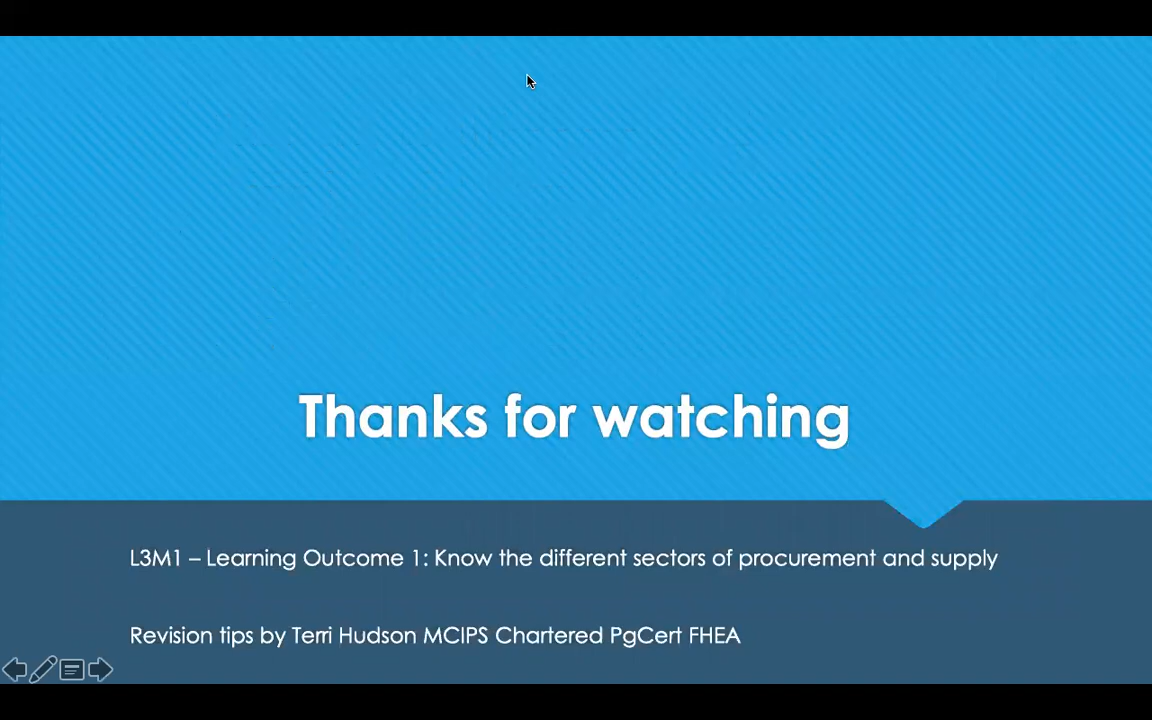 Thanks for watching
L3M1 – Learning Outcome 1: Know the different sectors of procurement and supply
Revision tips by Terri Hudson MCIPS Chartered PgCert FHEA